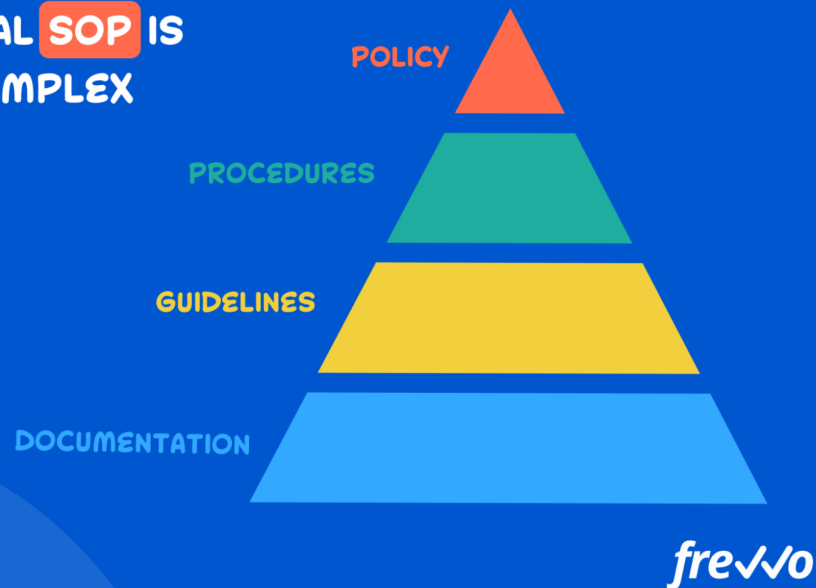 AL SOP IS
MPLEX
POLICY
PROCEDURES
GUIDELINES
DOCUMENTATION
frevvo